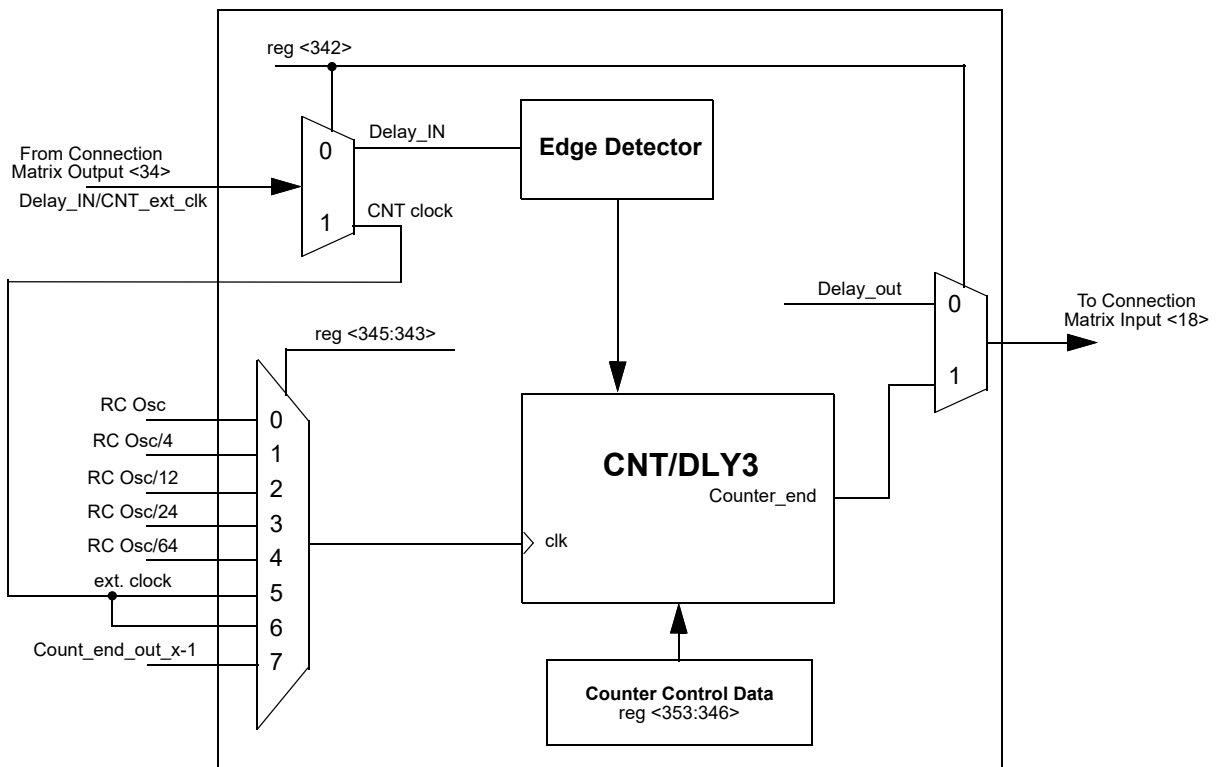 reg <342>
From Connection
Matrix Output <34>
Delay_IN/CNT_ext_clk
0
1
Delay_IN
CNT clock
Edge Detector
Delay_out
0
1
To Connection
Matrix Input <18>
reg <345:343>
RC Osc
RC Osc/4
RC Osc/12
RC Osc/24
RC Osc/64
ext. clock
Count_end_out_x-1
0
1
2
3
4
5
6
7
CNT/DLY3
Counter_end
clk
Counter Control Data
reg <353:346>